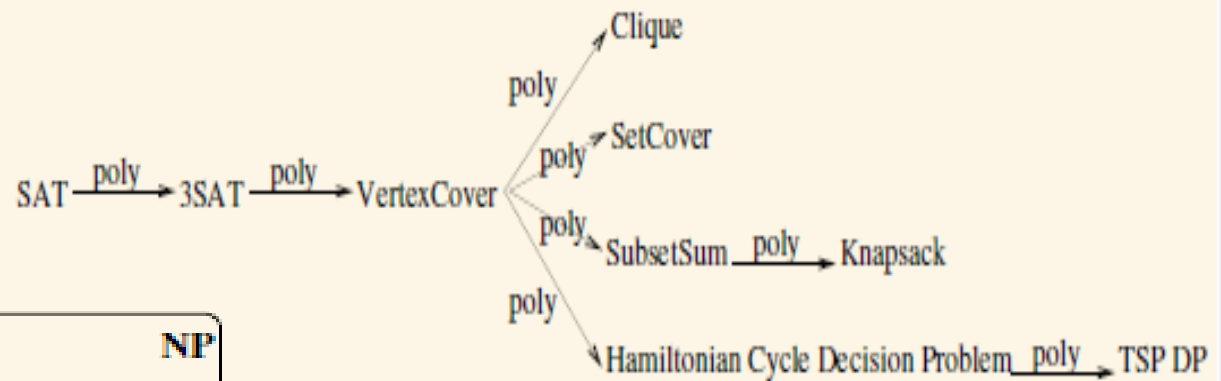 Clique
poly
SetCover
poly
SAT poly 3SAT poly VertexCover
poly
SubsetSum poly Knapsack
poly
NP
Hamiltonian Cycle Decision Problem poly TSP DP